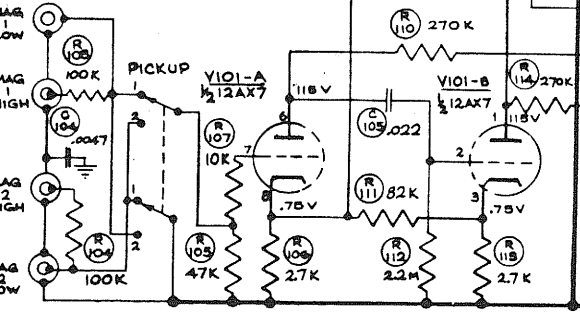 MAG
1
LOW
R
103
100K
MAG
1
HIGH
C
104
.0047
MAG
2
HIGH
R
104
100K
MAG
2
LOW
PICKUP
1
2
1
2
R
107
10K
R
105
47K
V101-A
½ 12AX7
115V
6
7
8
.75V
R
106
2.7K
R
110
270K
C
105
.022
R
111
82K
R
112
2.2M
V101-B
½ 12AX7
R
114
270K
1
115V
2
3
.75V
R
113
2.7K